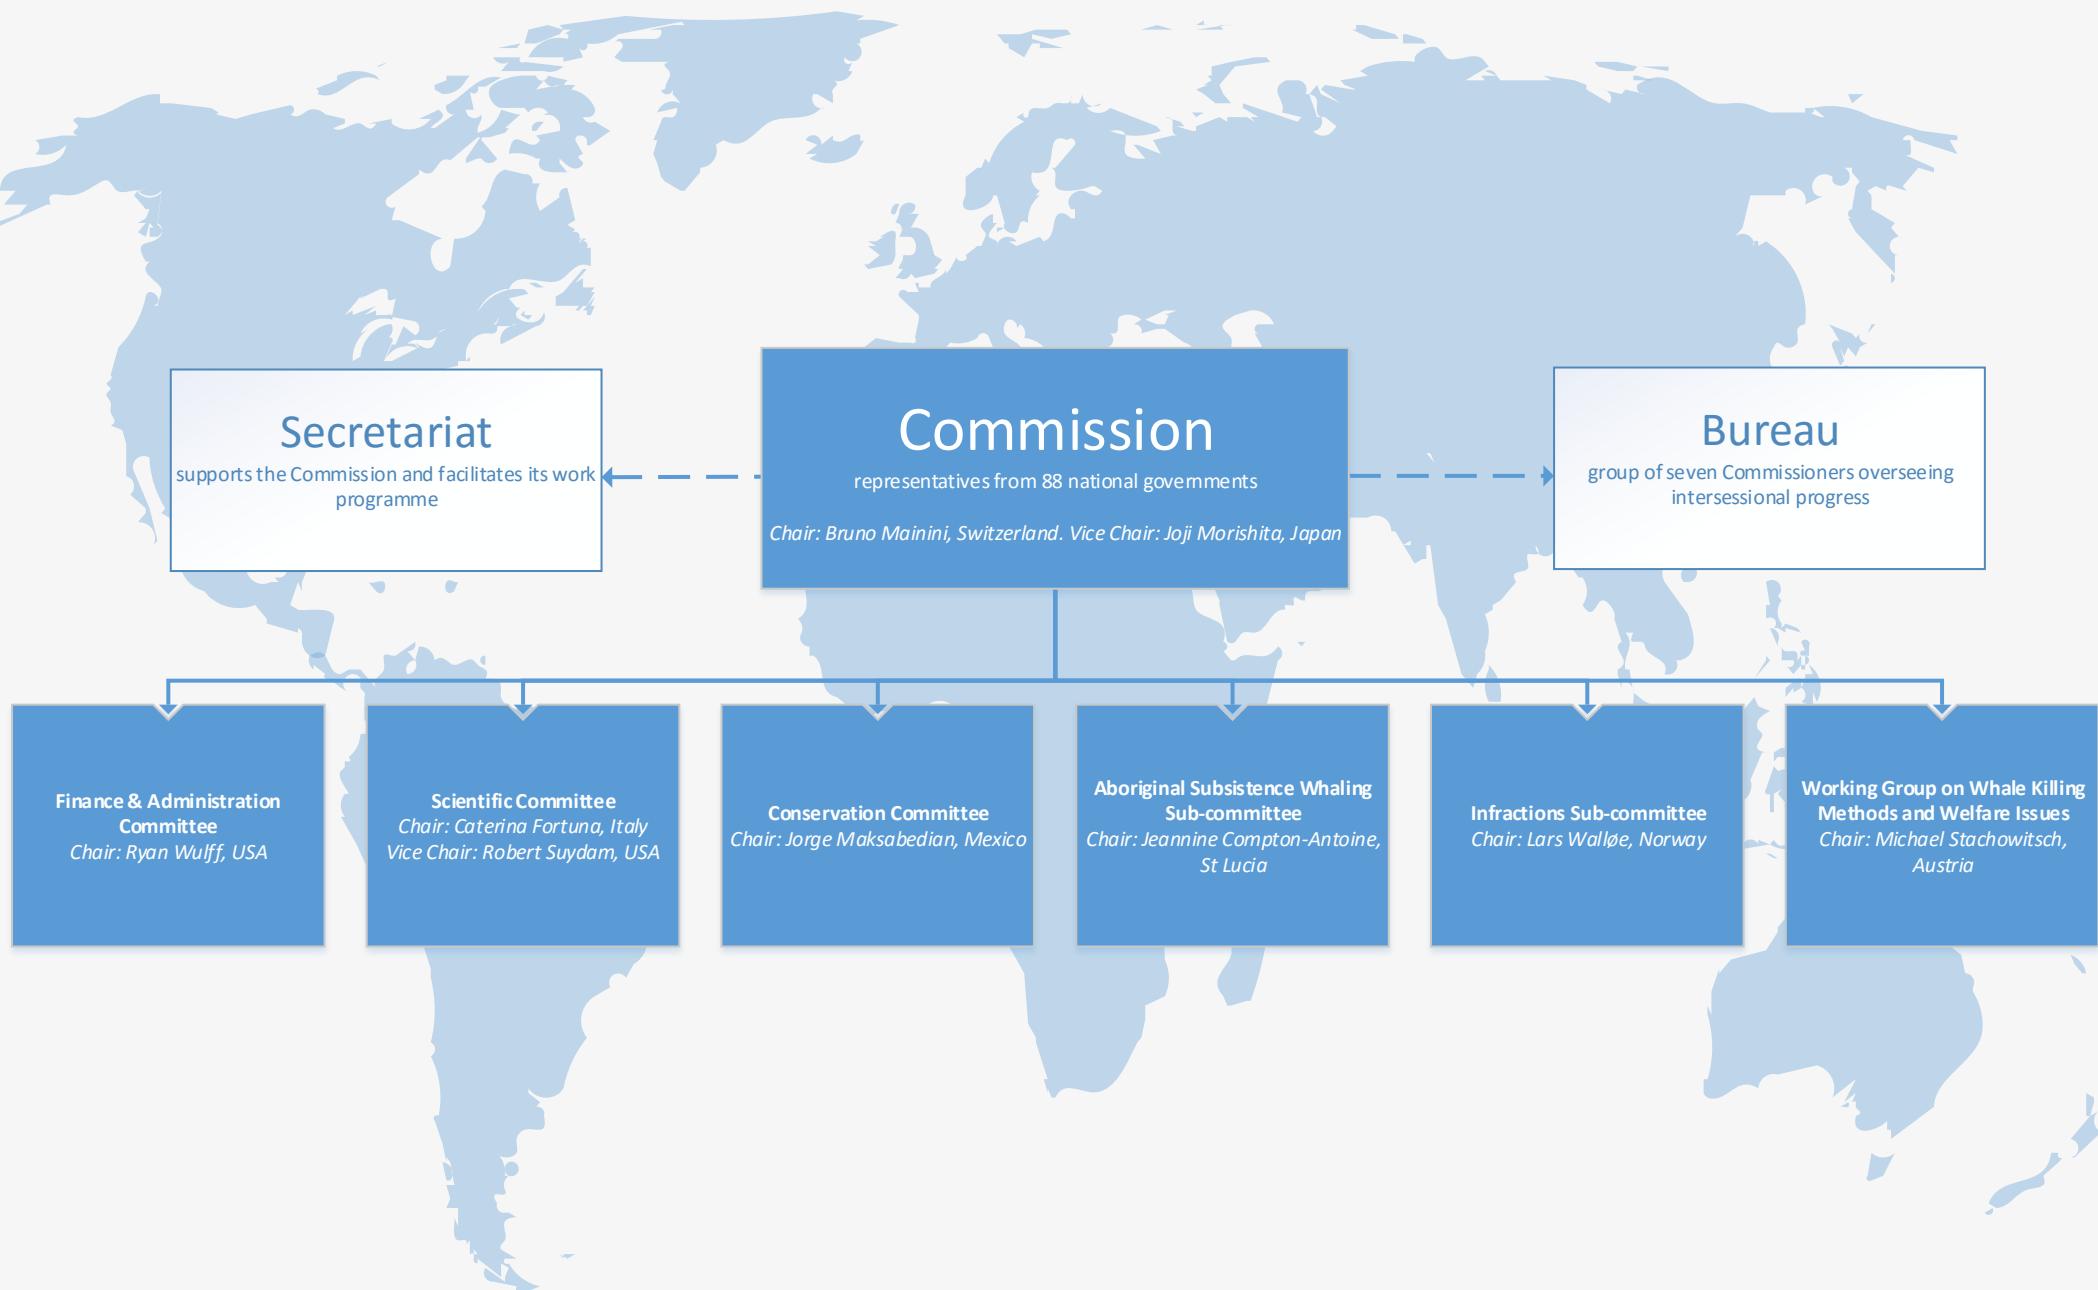 Secretariat
supports the Commission and facilitates its work
programme
Commission
representatives from 88 national governments
Chair: Bruno Mainini, Switzerland. Vice Chair: Joji Morishita, Japan
Bureau
group of seven Commissioners overseeing
intersessional progress
Finance & Administration
Committee
Chair: Ryan Wulff, USA
Scientific Committee
Chair: Caterina Fortuna, Italy
Vice Chair: Robert Suydam, USA
Conservation Committee
Chair: Jorge Maksabedian, Mexico
Aboriginal Subsistence Whaling
Sub-committee
Chair: Jeannine Compton-Antoine,
St Lucia
Infractions Sub-committee
Chair: Lars Walløe, Norway
Working Group on Whale Killing
Methods and Welfare Issues
Chair: Michael Stachowitsch,
Austria